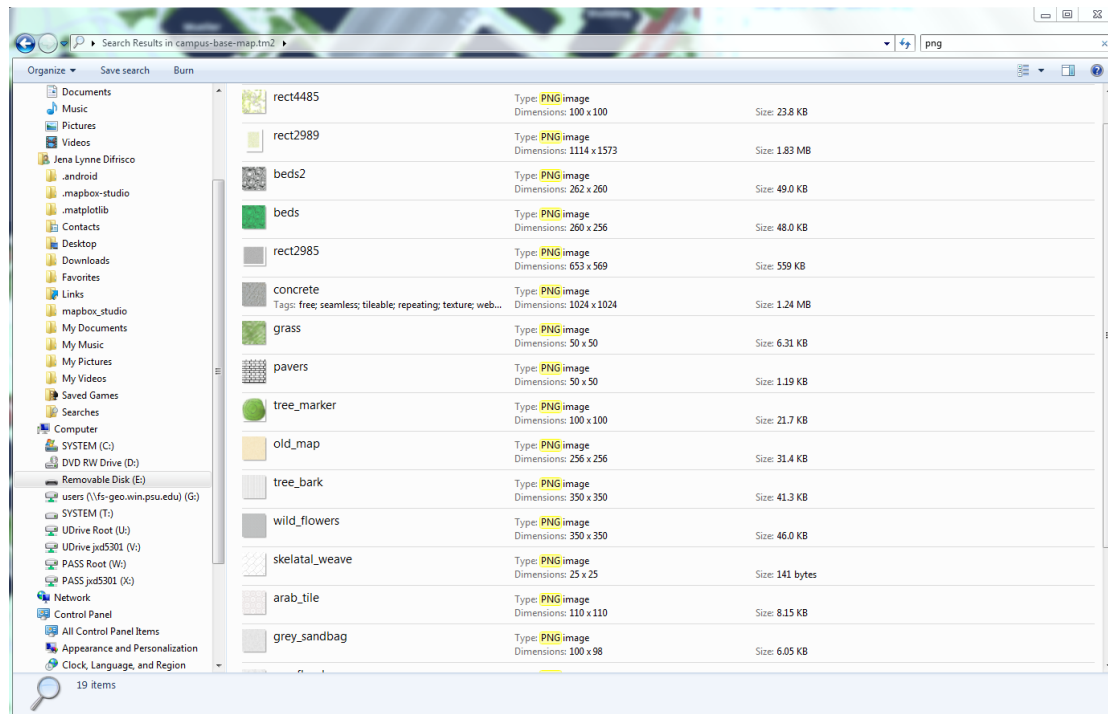 Search Results in campus-base-map.tm2
png
Organize
Save search
Burn
Documents
Music
Pictures
Videos
Jena Lynne Difrisco
.android
.mapbox-studio
.matplotlib
Contacts
Desktop
Downloads
Favorites
Links
mapbox_studio
My Documents
My Music
My Pictures
My Videos
Saved Games
Searches
Computer
SYSTEM (C:)
DVD RW Drive (D:)
Removable Disk (E:)
users (\\fs-geo.win.psu.edu) (G:)
SYSTEM (T:)
UDrive Root (U:)
UDrive jxd5301 (V:)
PASS Root (W:)
PASS jxd5301 (X:)
Network
Control Panel
All Control Panel Items
Appearance and Personalization
Clock, Language, and Region
rect4485
Type: PNG image
Dimensions: 100 x 100
Size: 23.8 KB
rect2989
Type: PNG image
Dimensions: 1114 x 1573
Size: 1.83 MB
beds2
Type: PNG image
Dimensions: 262 x 260
Size: 49.0 KB
beds
Type: PNG image
Dimensions: 260 x 256
Size: 48.0 KB
rect2985
Type: PNG image
Dimensions: 653 x 569
Size: 559 KB
concrete
Type: PNG image
Tags: free; seamless; tileable; repeating; texture; web...
Dimensions: 1024 x 1024
Size: 1.24 MB
grass
Type: PNG image
Dimensions: 50 x 50
Size: 6.31 KB
pavers
Type: PNG image
Dimensions: 50 x 50
Size: 1.19 KB
tree_marker
Type: PNG image
Dimensions: 100 x 100
Size: 21.7 KB
old_map
Type: PNG image
Dimensions: 256 x 256
Size: 31.4 KB
tree_bark
Type: PNG image
Dimensions: 350 x 350
Size: 41.3 KB
wild_flowers
Type: PNG image
Dimensions: 350 x 350
Size: 46.0 KB
skelatal_weave
Type: PNG image
Dimensions: 25 x 25
Size: 141 bytes
arab_tile
Type: PNG image
Dimensions: 110 x 110
Size: 8.15 KB
grey_sandbag
Type: PNG image
Dimensions: 100 x 98
Size: 6.05 KB
19 items